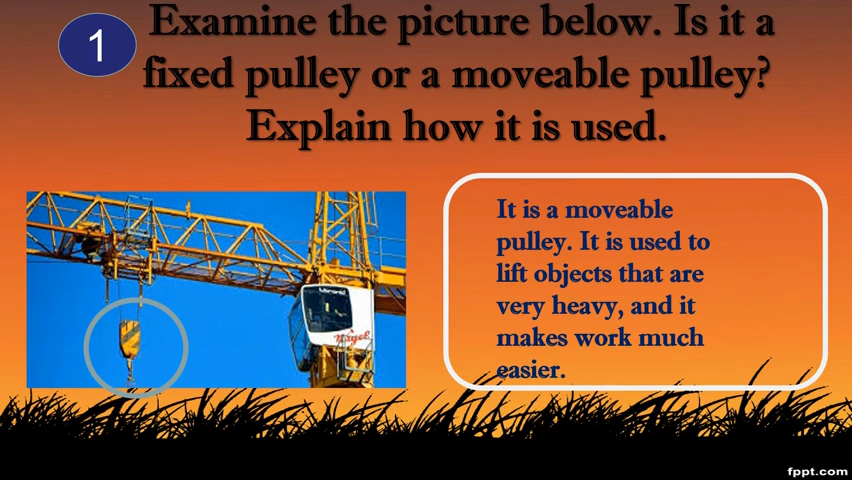 1
Examine the picture below. Is it a
fixed pulley or a moveable pulley?
Explain how it is used.
It is a moveable
pulley. It is used to
lift objects that are
very heavy, and it
makes work much
easier.
LIEBHERR
Nagel
fppt.com